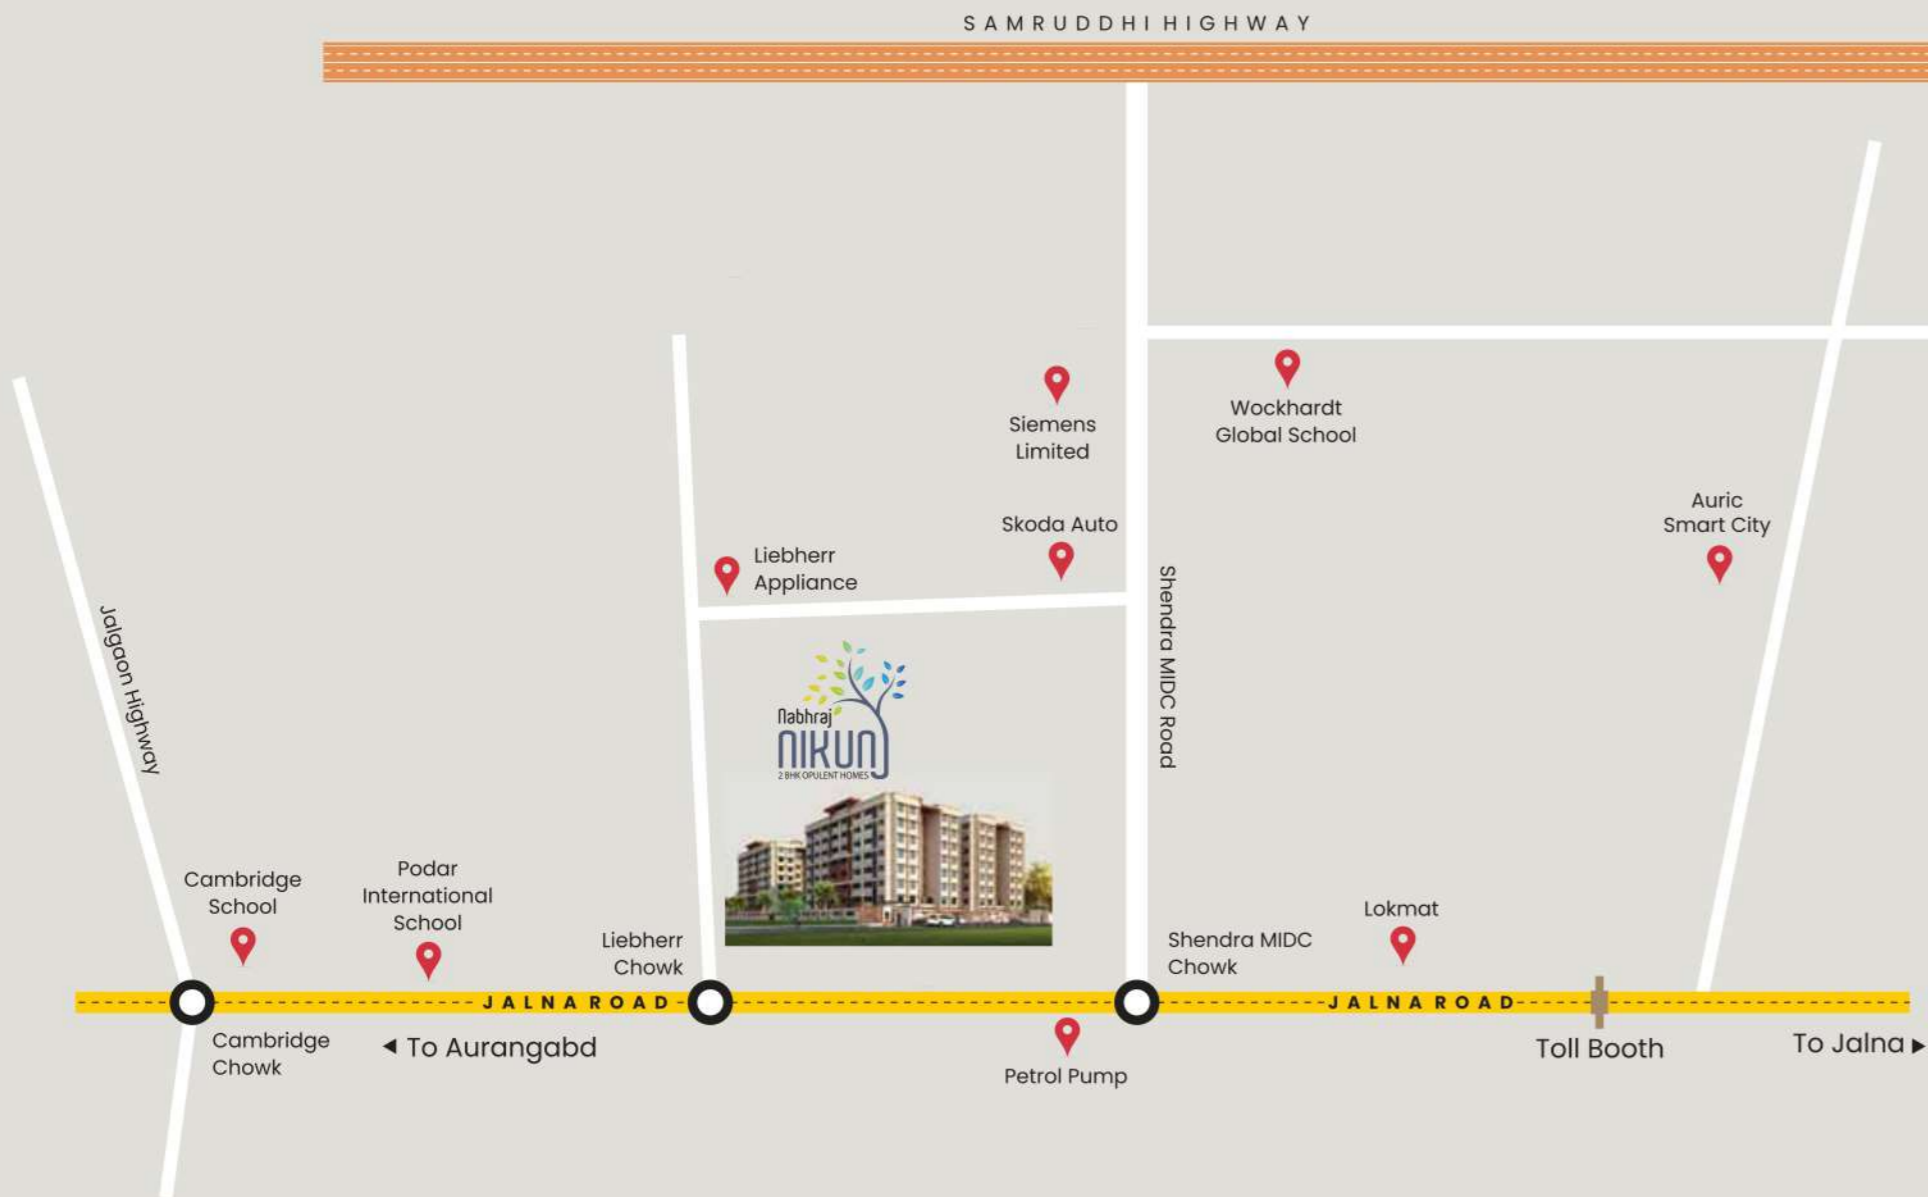 SAMRUDDHI HIGHWAY
Siemens
Limited
Wockhardt
Global School
Auric
Smart City
Skoda Auto
Liebherr
Appliance
Shendra MIDC Road
Jalgaon Highway
Nabhraj
NIKUNJ
2 BHK OPULENT HOMES
Cambridge
School
Podar
International
School
Liebherr
Chowk
Shendra MIDC
Chowk
Lokmat
JALNA ROAD
JALNA ROAD
Cambridge
Chowk
To Aurangabd
Petrol Pump
Toll Booth
To Jalna